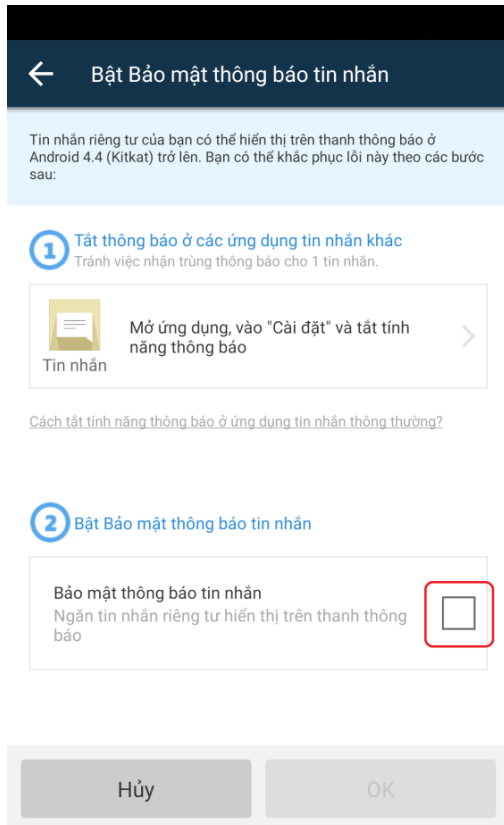 Bật Bảo mật thông báo tin nhắn
Tin nhắn riêng tư của bạn có thể hiển thị trên thanh thông báo ở
Android 4.4 (Kitkat) trở lên. Bạn có thể khắc phục lỗi này theo các bước
sau:
1 Tắt thông báo ở các ứng dụng tin nhắn khác
Tránh việc nhận trùng thông báo cho 1 tin nhắn.
Mở ứng dụng, vào "Cài đặt" và tắt tính
năng thông báo
Tin nhắn
Cách tắt tính năng thông báo ở ứng dụng tin nhắn thông thường?
2 Bật Bảo mật thông báo tin nhắn
Bảo mật thông báo tin nhắn
Ngăn tin nhắn riêng tư hiển thị trên thanh thông
báo
Hủy
OK